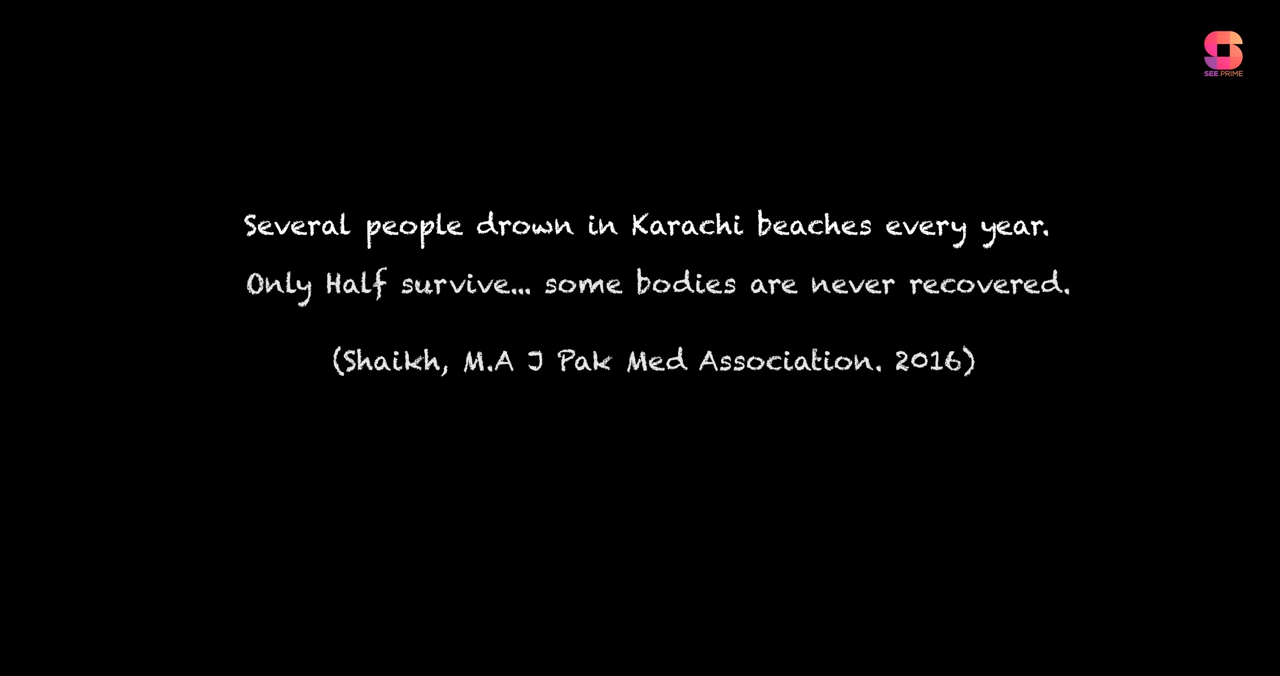 SEE PRIME
Several people drown in Karachi beaches every year.
Only Half survive... some bodies are never recovered.
(Shaikh, M.A J Pak Med Association. 2016)